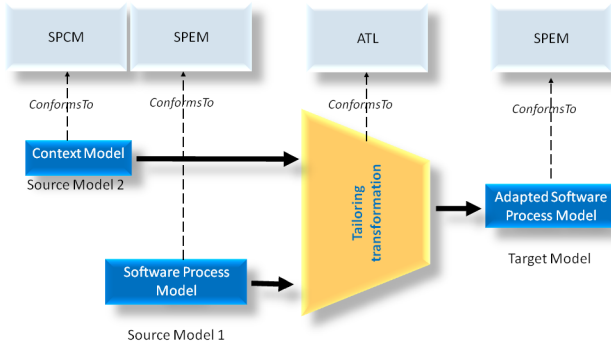 SPCM
SPEM
ATL
SPEM
ConformsTo
ConformsTo
ConformsTo
ConformsTo
Context Model
Source Model 2
Tailoring
transformation
Adapted Software
Process Model
Target Model
Software Process
Model
Source Model 1